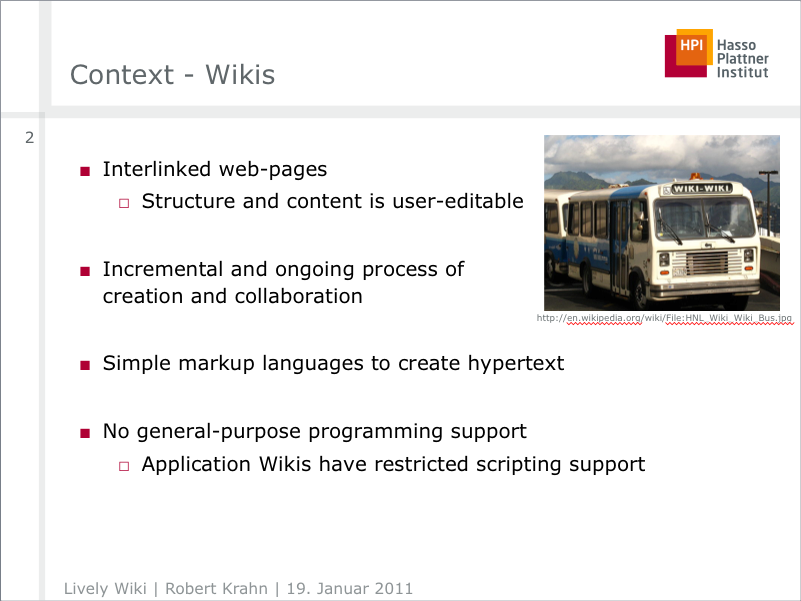 Context - Wikis
HPI
Hasso
Plattner
Institut
2
Interlinked web-pages
Structure and content is user-editable
WIKI-WIKI
http://en.wikipedia.org/wiki/File:HNL_Wiki_Wiki_Bus.jpg
Incremental and ongoing process of
creation and collaboration
Simple markup languages to create hypertext
No general-purpose programming support
Application Wikis have restricted scripting support
Lively Wiki | Robert Krahn | 19. Januar 2011